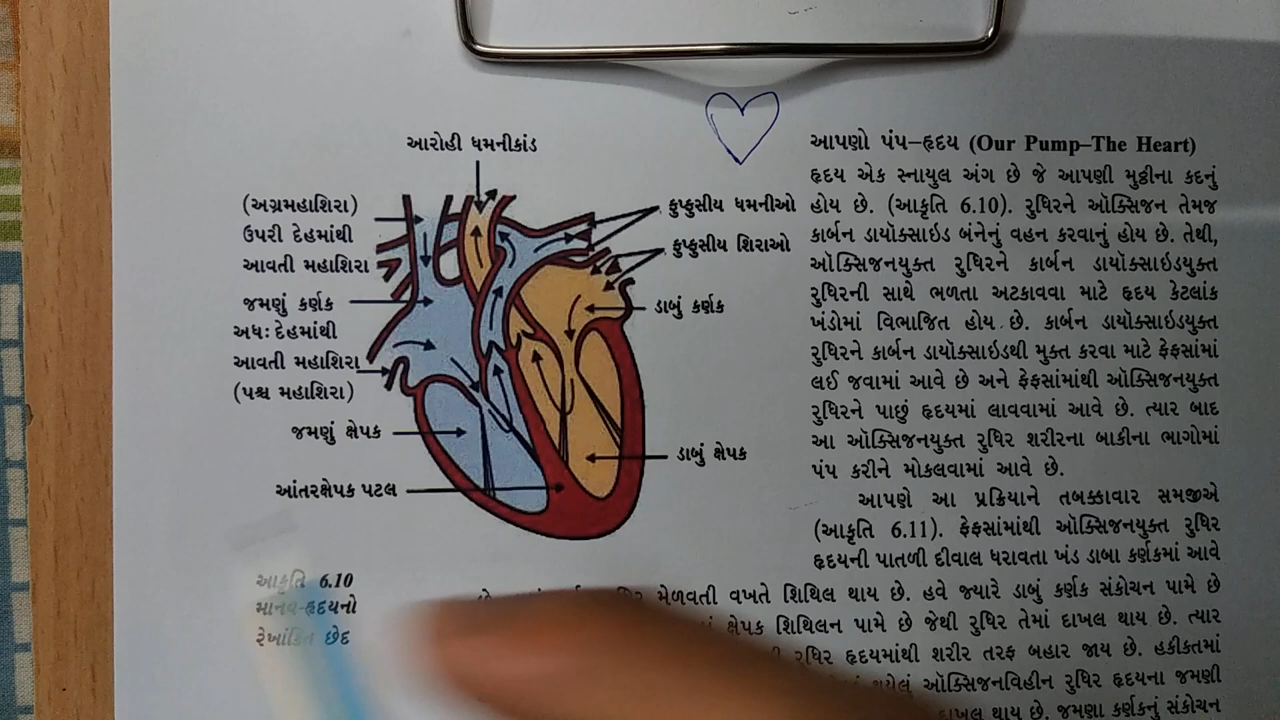 આરોહી ધમનીકાંડ
(અગ્રમહાશિરા)
ઉપરી દેહમાંથી
આવતી મહાશિરા
જમણું કર્ણક
અધઃ દેહમાંથી
આવતી મહાશિરા
(પશ્ચ મહાશિરા)
જમણું ક્ષેપક
આંતરક્ષેપક પટલ
કુપ્ફુસીય ધમનીઓ
કુપ્ફુસીય શિરાઓ
ડાબું કર્ણક
ડાબું ક્ષેપક
આકૃતિ 6.10
માનવ-હૃદયનો
રેખાંકિત છેદ
આપણો પંપ–હૃદય (Our Pump–The Heart)
હૃદય એક સ્નાયુલ અંગ છે જે આપણી મુઠ્ઠીના કદનું
હોય છે. (આકૃતિ 6.10). રુધિરને ઑક્સિજન તેમજ
કાર્બન ડાયૉક્સાઇડ બંનેનું વહન કરવાનું હોય છે. તેથી,
ઑક્સિજનયુક્ત રુધિરને કાર્બન ડાયૉક્સાઇડયુક્ત
રુધિરની સાથે ભળતા અટકાવવા માટે હૃદય કેટલાંક
ખંડોમાં વિભાજિત હોય છે. કાર્બન ડાયૉક્સાઇડયુક્ત
રુધિરને કાર્બન ડાયૉક્સાઇડથી મુક્ત કરવા માટે ફેફસાંમાં
લઈ જવામાં આવે છે અને ફેફસાંમાંથી ઑક્સિજનયુક્ત
રુધિરને પાછું હૃદયમાં લાવવામાં આવે છે. ત્યાર બાદ
આ ઑક્સિજનયુક્ત રુધિર શરીરના બાકીના ભાગોમાં
પંપ કરીને મોકલવામાં આવે છે.
આપણે આ પ્રક્રિયાને તબક્કાવાર સમજીએ
(આકૃતિ 6.11). ફેફસાંમાંથી ઑક્સિજનયુક્ત રુધિર
હૃદયની પાતળી દીવાલ ધરાવતા ખંડ ડાબા કર્ણકમાં આવે
મેળવતી વખતે શિથિલ થાય છે. હવે જ્યારે ડાબું કર્ણક સંકોચન પામે છે
ક્ષેપક શિથિલન પામે છે જેથી રુધિર તેમાં દાખલ થાય છે. ત્યાર
રુધિર હૃદયમાંથી શરીર તરફ બહાર જાય છે. હકીકતમાં
ઑક્સિજનવિહીન રુધિર હૃદયના જમણી
દાખલ થાય છે. જમણા કર્ણકનું સંકોચન